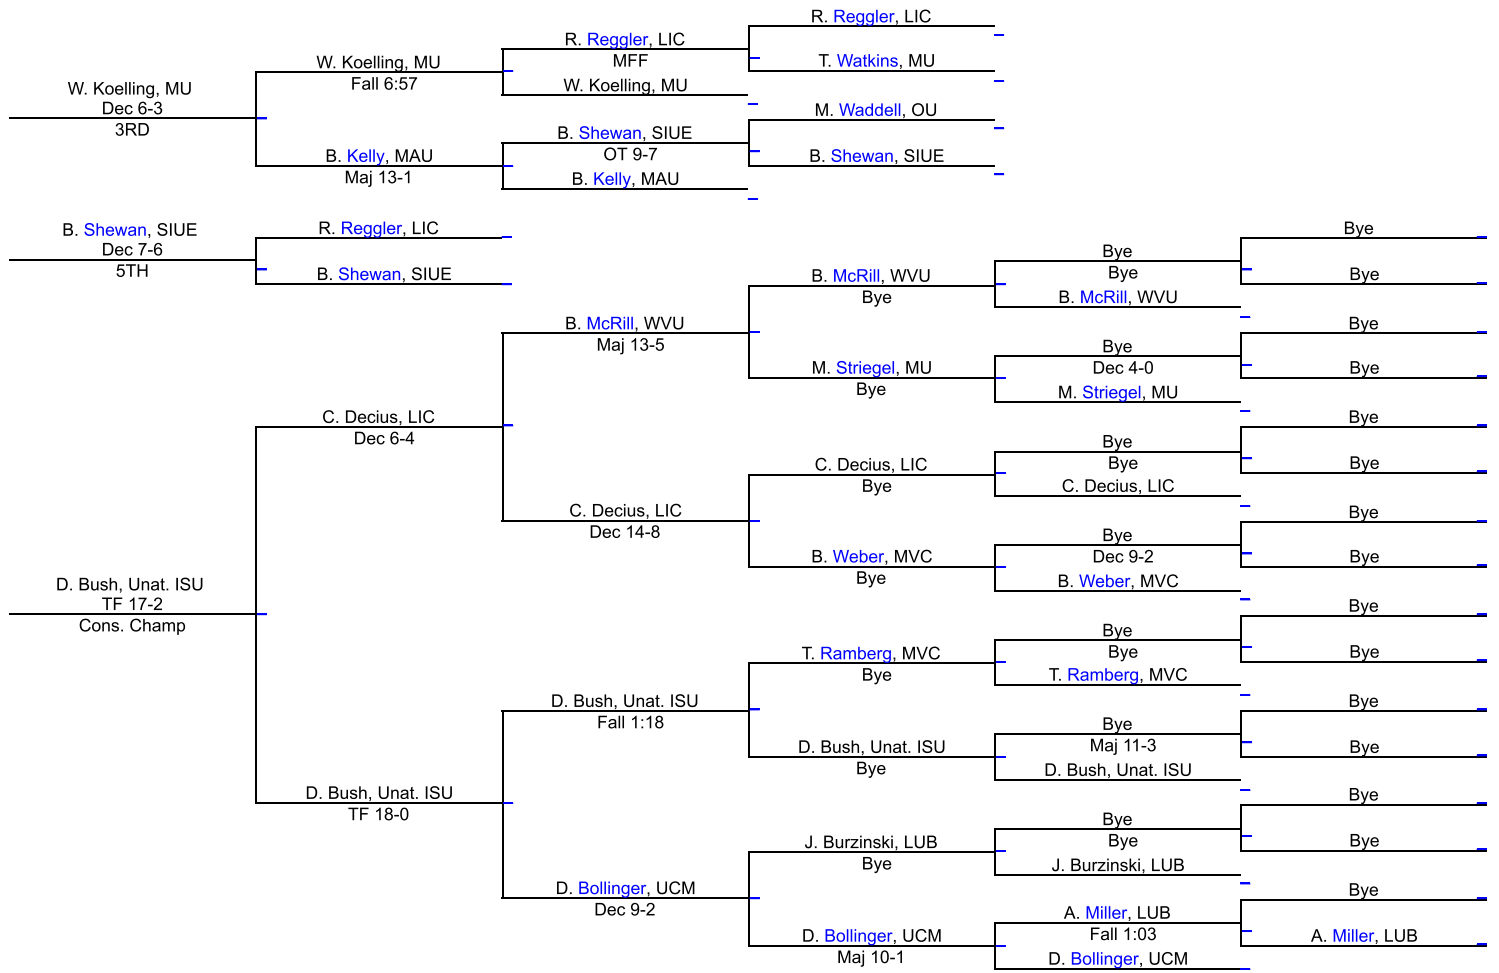 R. Reggler, LIC
R. Reggler, LIC
W. Koelling, MU
MFF
T. Watkins, MU
Fall 6:57
W. Koelling, MU
W. Koelling, MU
Dec 6-3
3RD
M. Waddell, OU
B. Shewan, SIUE
B. Kelly, MAU
OT 9-7
B. Shewan, SIUE
Maj 13-1
B. Kelly, MAU
B. Shewan, SIUE
R. Reggler, LIC
Bye
Dec 7-6
Bye
5TH
B. Shewan, SIUE
B. McRill, WVU
Bye
Bye
Bye
B. McRill, WVU
B. McRill, WVU
Bye
Maj 13-5
Bye
M. Striegel, MU
Dec 4-0
Bye
Bye
M. Striegel, MU
C. Decius, LIC
Bye
Dec 6-4
Bye
C. Decius, LIC
Bye
Bye
Bye
C. Decius, LIC
C. Decius, LIC
Bye
Dec 14-8
Bye
B. Weber, MVC
Dec 9-2
Bye
Bye
B. Weber, MVC
D. Bush, Unat. ISU
TF 17-2
Bye
Cons. Champ
Bye
T. Ramberg, MVC
Bye
Bye
Bye
T. Ramberg, MVC
D. Bush, Unat. ISU
Bye
Fall 1:18
Bye
D. Bush, Unat. ISU
Maj 11-3
Bye
Bye
D. Bush, Unat. ISU
D. Bush, Unat. ISU
Bye
TF 18-0
Bye
J. Burzinski, LUB
Bye
Bye
Bye
J. Burzinski, LUB
D. Bollinger, UCM
Bye
Dec 9-2
A. Miller, LUB
D. Bollinger, UCM
Fall 1:03
A. Miller, LUB
Maj 10-1
D. Bollinger, UCM